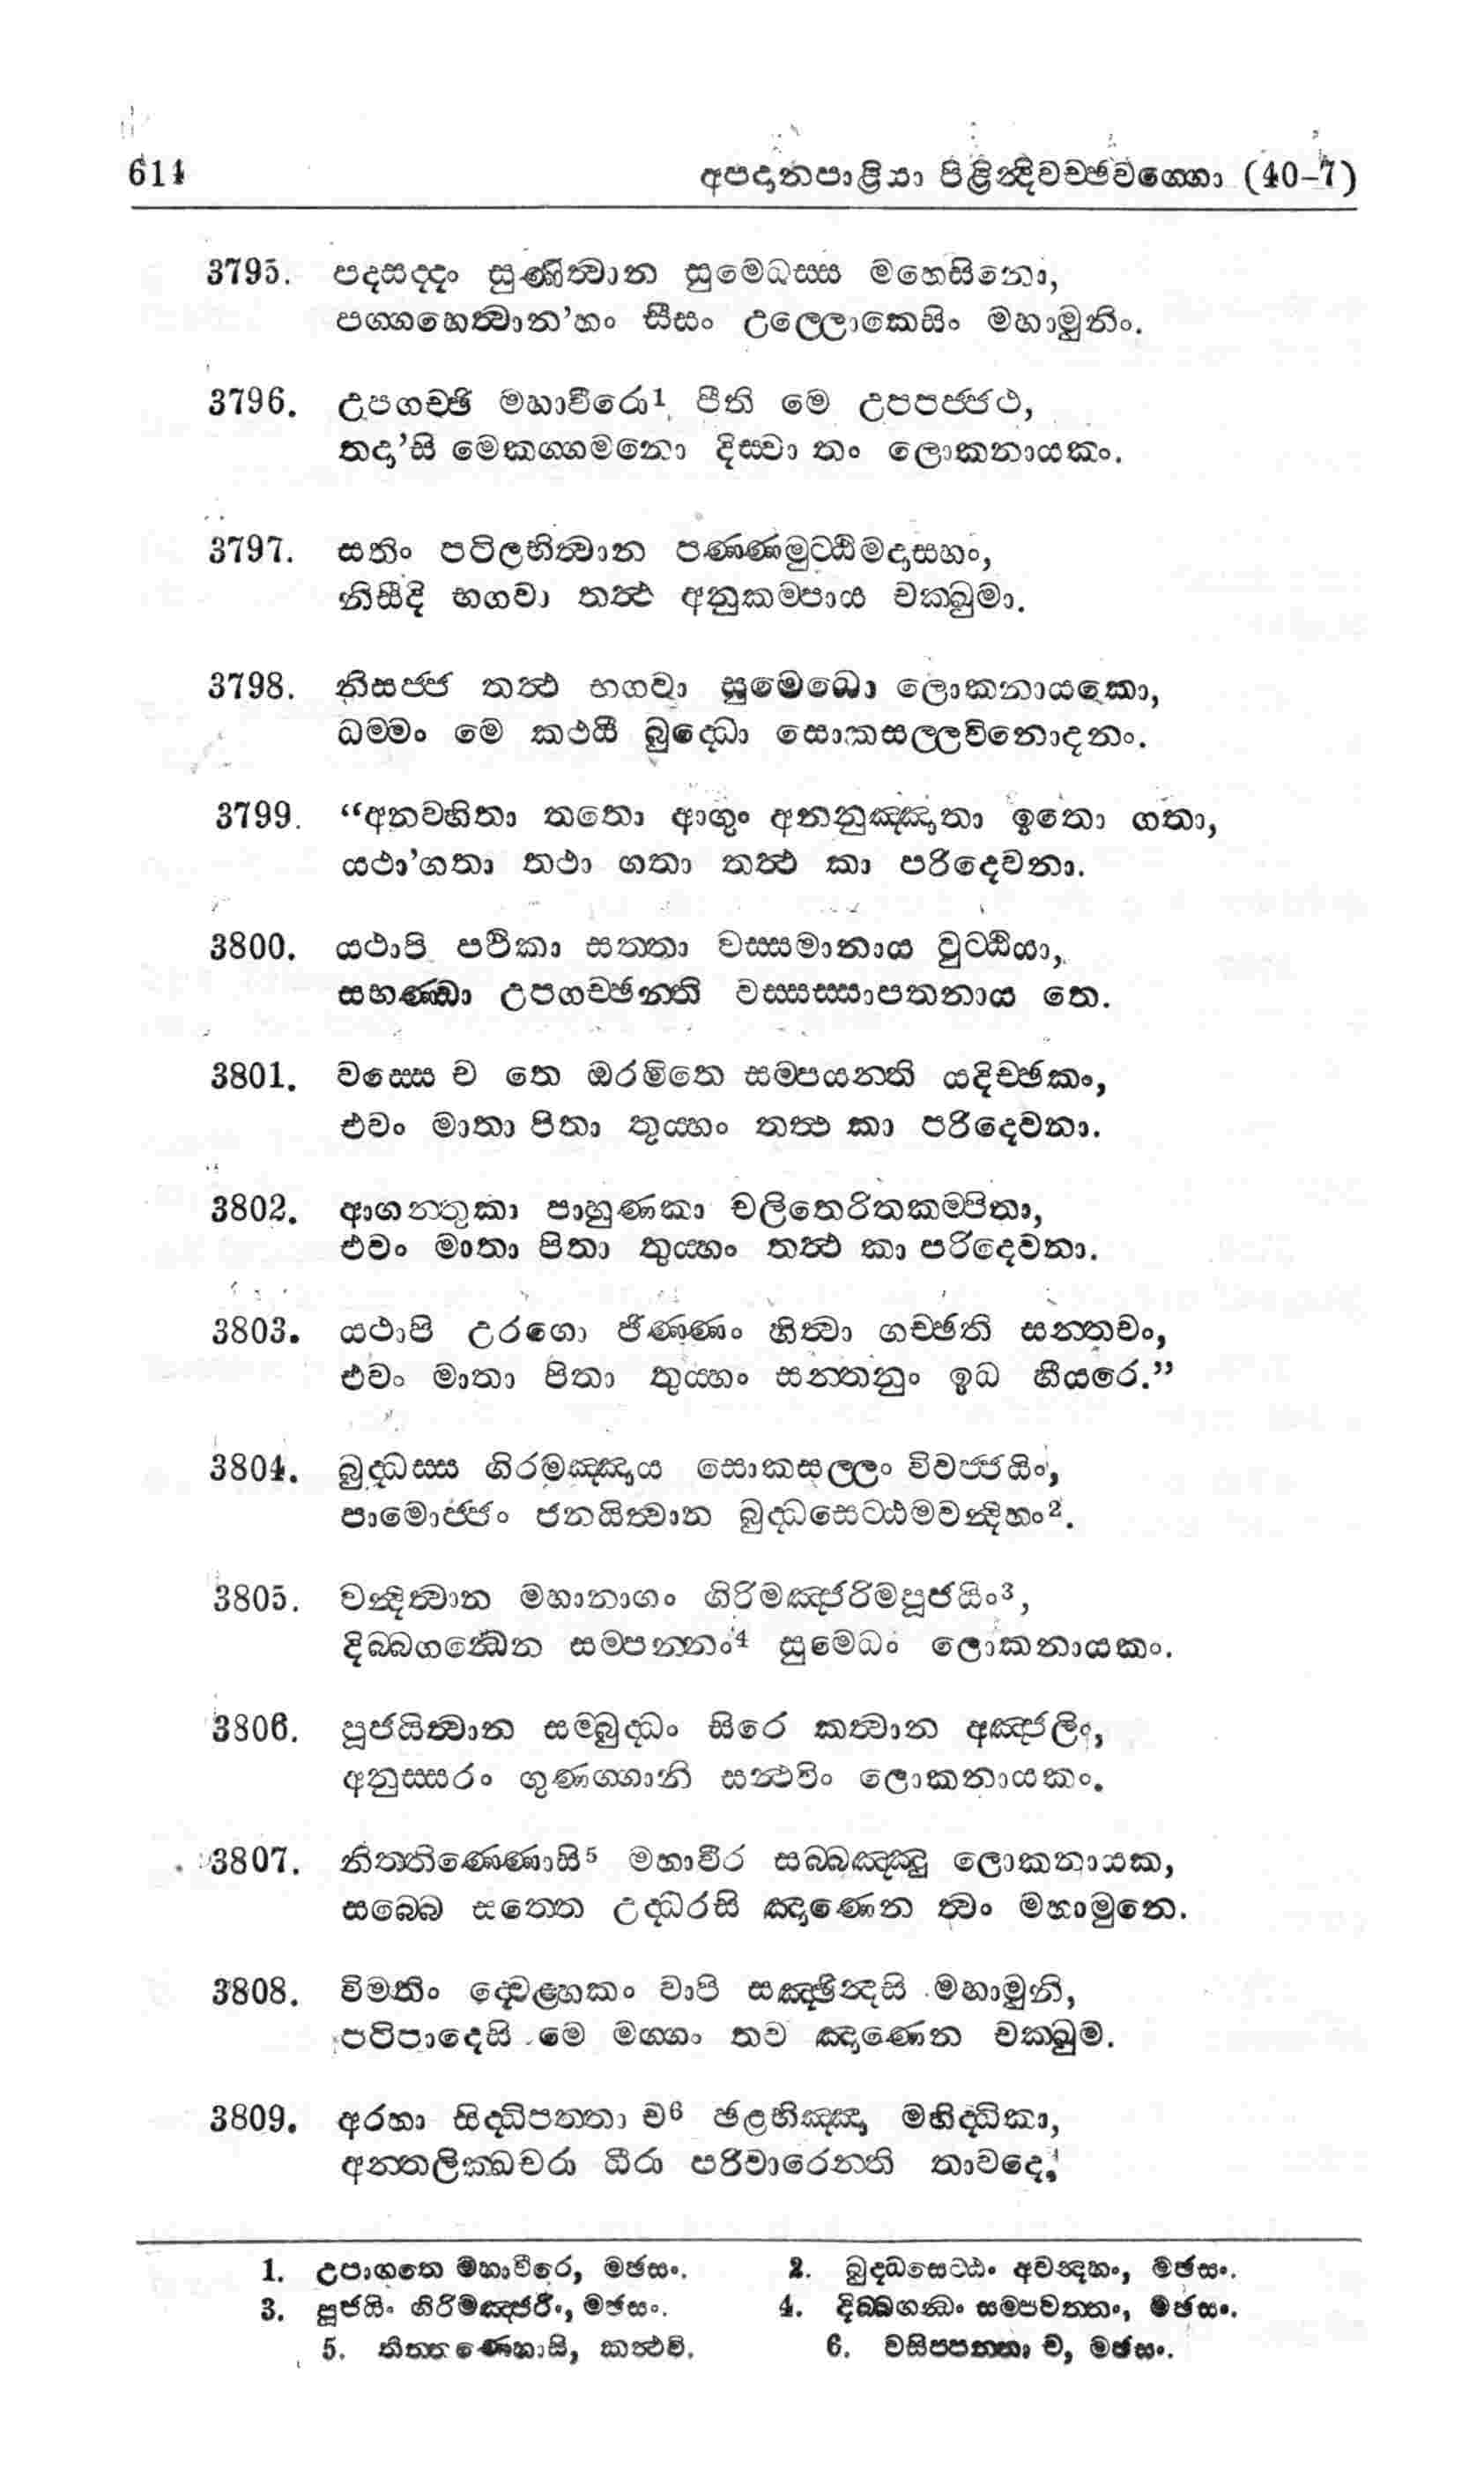 614 අපදානපාළියා පිළින්දිවච්ඡවග්ගො (40-7)
3795. පදසද්දං සුණිත්වාන සුමෙධස්ස මහෙසිනො,
පග්ගහෙත්වාන'හං සීසං උල්ලොකෙසිං මහාමුනිං.
3796. උපගච්ඡි මහාවීරො1 පීති මෙ උපපජ්ජථ,
තදා'සි මෙකග්ගමනො දිස්වා තං ලොකනායකං.
3797. සතිං පටිලභිත්වාන පණ්ණමුට්ඨිමදාසහං,
නිසීදි භගවා තත්ථ අනුකම්පාය චක්ඛුමා.
3798. නිසජ්ජ තත්ථ භගවා සුමෙධො ලොකනායකො,
ධම්මං මෙ කථයී බුද්ධො සොකසල්ලවිනොදනං.
3799. “අනවහිතා තතො ආගුං අනනුඤ්ඤාතා ඉතො ගතා,
යථා'ගතා තථා ගතා තත්ථ කා පරිදෙවනා.
3800. යථාපි පථිකා සත්තා වස්සමානාය වුට්ඨියා,
සභණ්ඩා උපගච්ඡන්ති වස්සස්සාපතනාය තෙ.
3801. වස්සෙ ච තෙ ඔරමිතෙ සම්පයන්ති යදිච්ඡකං,
එවං මාතා පිතා තුය්හං තත්ථ කා පරිදෙවනා.
3802. ආගන්තුකා පාහුණකා චලිතෙරිතකම්පිතා,
එවං මාතා පිතා තුය්හං තත්ථ කා පරිදෙවනා.
3803. යථාපි උරගො ජිණ්ණං හිත්වා ගච්ඡති සන්තචං,
එවං මාතා පිතා තුය්හං සන්තනුං ඉධ හීයරෙ.”
3804. බුද්ධස්ස ගිරමඤ්ඤාය සොකසල්ලං විවජ්ජයිං,
පාමොජ්ජං ජනයිත්වාන බුද්ධසෙට්ඨමවන්දිහං2.
3805. වන්දිත්වාන මහානාගං ගිරිමඤ්ජරිමපූජයිං3,
දිබ්බගන්ධෙන සම්පන්නං4 සුමෙධං ලොකනායකං.
3806. පූජයිත්වාන සම්බුද්ධං සිරෙ කත්වාන අඤ්ජලිං,
අනුස්සරං ගුණග්ගානි සන්ථවිං ලොකනායකං.
3807. නිත්තිණ්ණොසි5 මහාවීර සබ්බඤ්ඤු ලොකනායක,
සබ්බෙ සත්තෙ උද්ධරසි ඤාණෙන ත්වං මහාමුනෙ.
3808. විමතිං ද්වෙළ්හකං වාපි සඤ්ඡින්දසි මහාමුනි,
පටිපාදෙසි මෙ මග්ගං තව ඤාණෙන චක්ඛුම.
3809. අරහා සිද්ධිපත්තා ච6 ඡළභිඤ්ඤා මහිද්ධිකා,
අන්තලික්ඛචරා ධීරා පරිවාරෙන්ති තාවදෙ,
1. උපාගතෙ මහාවීරෙ, මඡසං. 2. බුද්ධසෙට්ඨං අවන්දහං, මඡසං.
3. පූජයිං ගිරිමඤ්ජරිං, මඡසං. 4. දිබ්බගන්ධං සම්පවන්තං, මඡසං.
5. කත්ථචි. 6. වසිප්පත්තා ච, මඡසං.